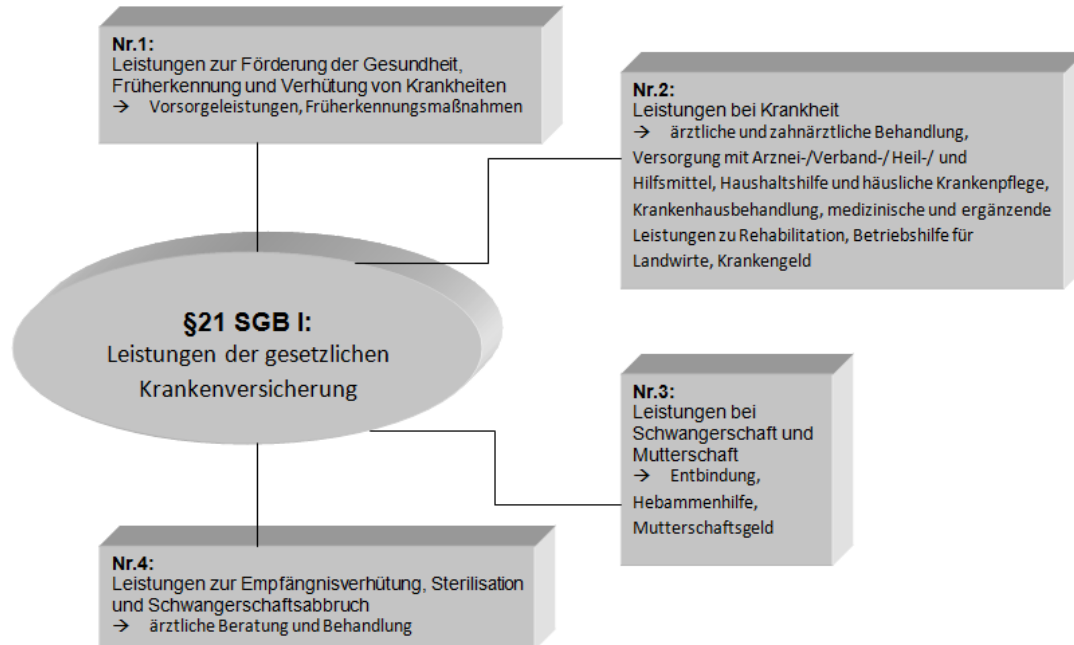 Nr.1:
Leistungen zur Förderung der Gesundheit,
Früherkennung und Verhütung von Krankheiten
→ Vorsorgeleistungen, Früherkennungsmaßnahmen
Nr.2:
Leistungen bei Krankheit
→ ärztliche und zahnärztliche Behandlung,
Versorgung mit Arznei-/Verband-/ Heil-/ und
Hilfsmittel, Haushaltshilfe und häusliche Krankenpflege,
Krankenhausbehandlung, medizinische und ergänzende
Leistungen zu Rehabilitation, Betriebshilfe für
Landwirte, Krankengeld
§21 SGB I:
Leistungen der gesetzlichen
Krankenversicherung
Nr.3:
Leistungen bei
Schwangerschaft und
Mutterschaft
→ Entbindung,
Hebammenhilfe,
Mutterschaftsgeld
Nr.4:
Leistungen zur Empfängnisverhütung, Sterilisation
und Schwangerschaftsabbruch
→ ärztliche Beratung und Behandlung